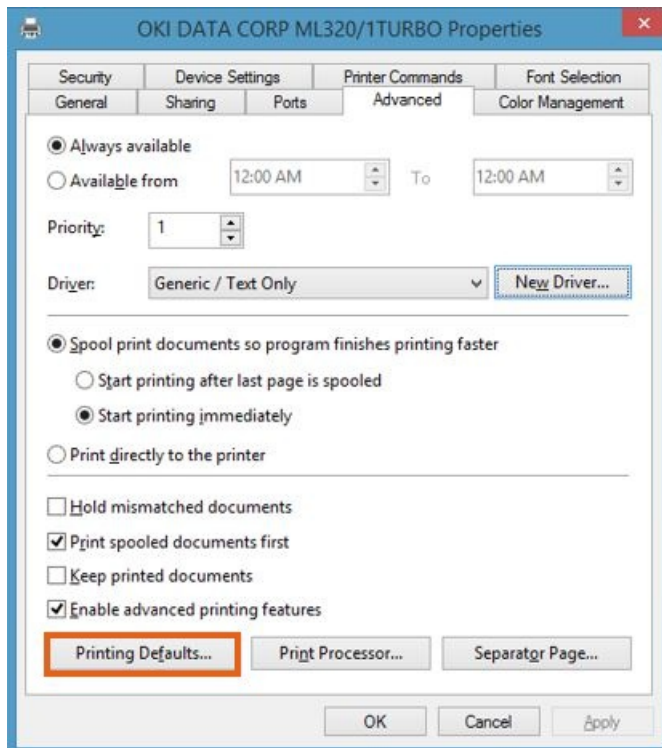 OKI DATA CORP ML320/1TURBO Properties
Security Device Settings Printer Commands Font Selection
General Sharing Ports Advanced Color Management
Always available
Available from 12:00 AM To 12:00 AM
Priority: 1
Driver: Generic / Text Only New Driver...
Spool print documents so program finishes printing faster
Start printing after last page is spooled
Start printing immediately
Print directly to the printer
Hold mismatched documents
Print spooled documents first
Keep printed documents
Enable advanced printing features
Printing Defaults... Print Processor... Separator Page...
OK Cancel Apply